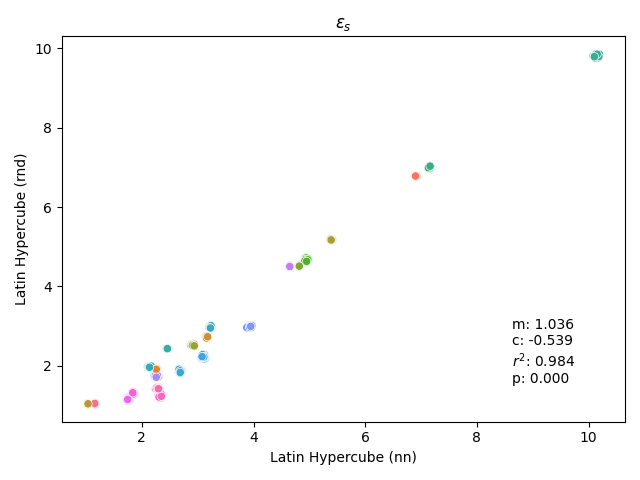 ε_s
10
8
6
4
2
Latin Hypercube (rnd)
m: 1.036
c: -0.539
r²: 0.984
p: 0.000
2 4 6 8 10
Latin Hypercube (nn)